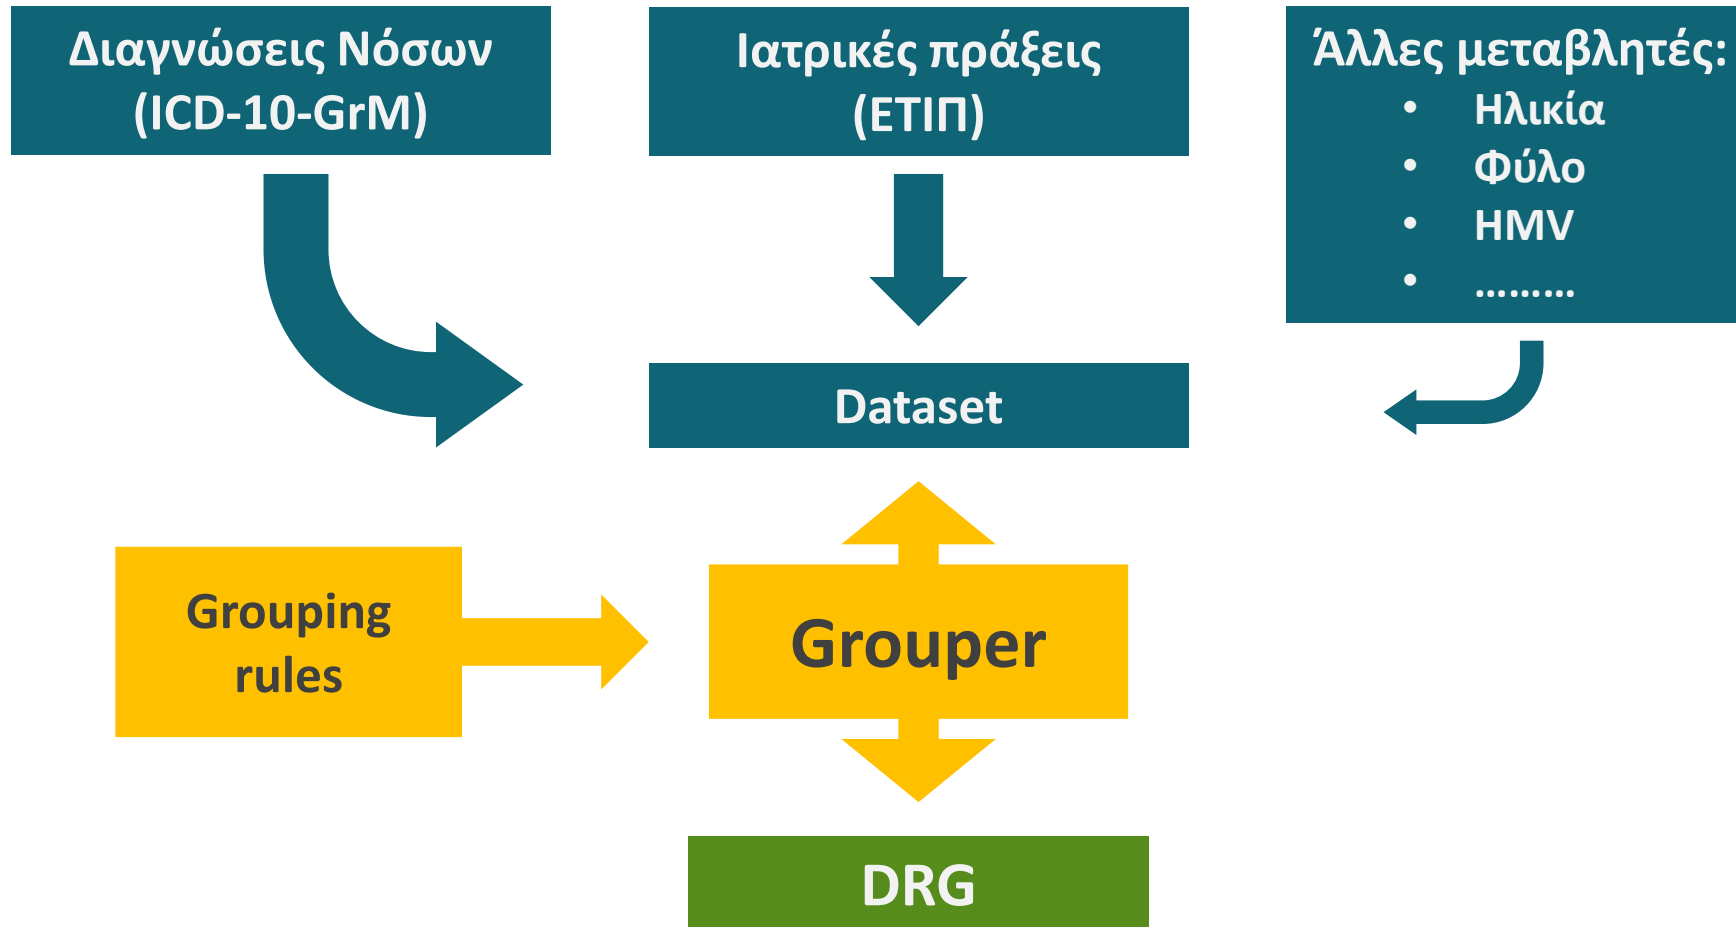 Διαγνώσεις Νόσων
(ICD-10-GrM)
Ιατρικές πράξεις
(ΕΤΙΠ)
Άλλες μεταβλητές:
• Ηλικία
• Φύλο
• HMV
• ………
Dataset
Grouping
rules
Grouper
DRG